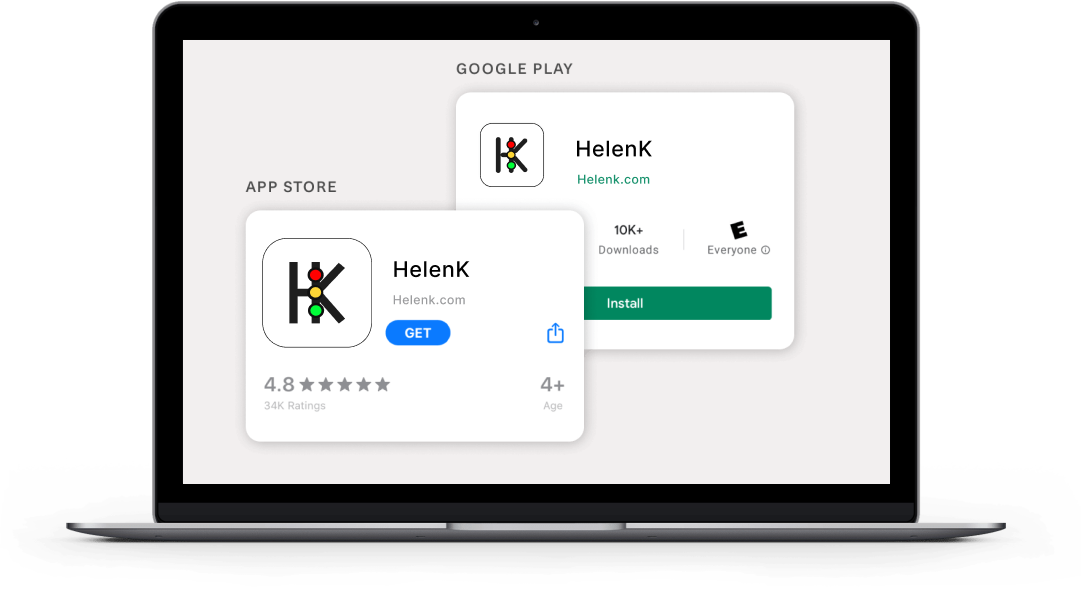 GOOGLE PLAY
HelenK
Helenk.com
10K+
Downloads
E
Everyone
Install
APP STORE
HelenK
Helenk.com
GET
4.8
34K Ratings
4+
Age